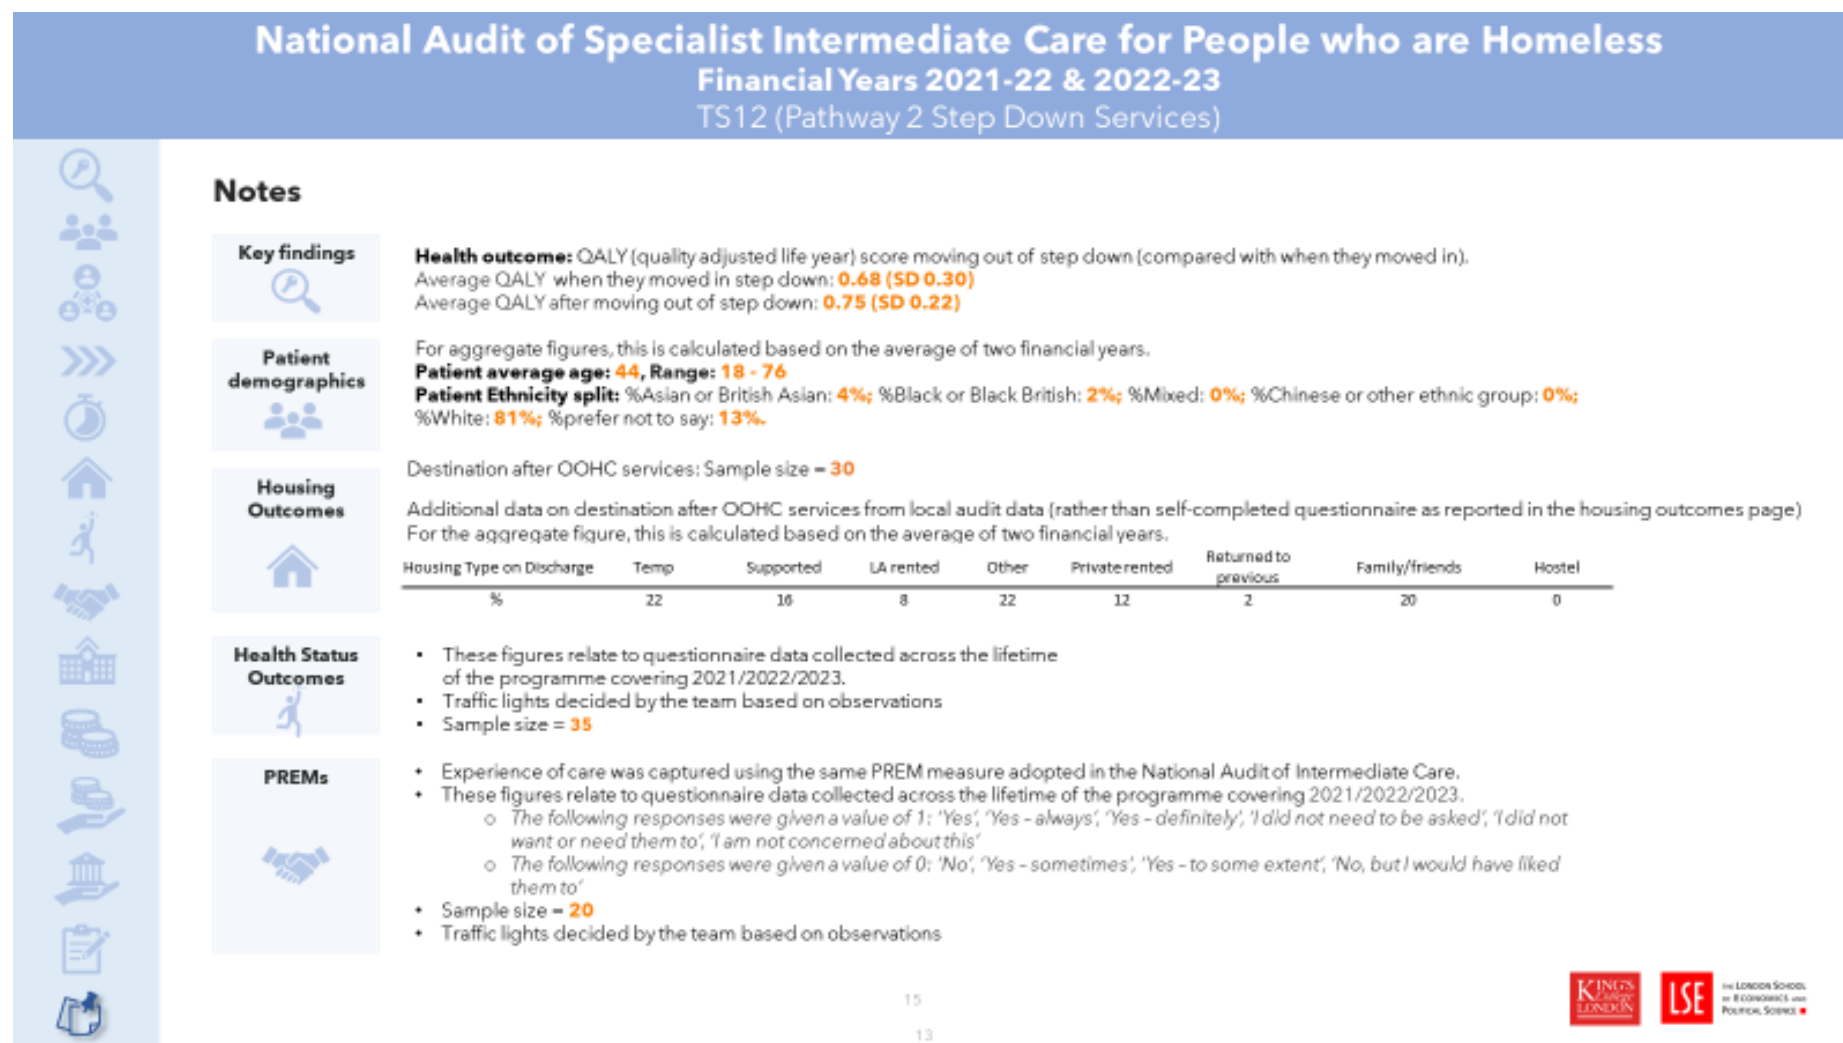 National Audit of Specialist Intermediate Care for People who are Homeless
Financial Years 2021-22 & 2022-23
TS12 (Pathway 2 Step Down Services)
Notes
Key findings
Health outcome: QALY (quality adjusted life year) score moving out of step down (compared with when they moved in).
Average QALY when they moved in step down: 0.68 (SD 0.30)
Average QALY after moving out of step down: 0.75 (SD 0.22)
Patient
demographics
For aggregate figures, this is calculated based on the average of two financial years.
Patient average age: 44, Range: 18 - 76
Patient Ethnicity split: %Asian or British Asian: 4%; %Black or Black British: 2%; %Mixed: 0%; %Chinese or other ethnic group: 0%;
%White: 81%; %prefer not to say: 13%.
Housing
Outcomes
Destination after OOHC services: Sample size = 30
Additional data on destination after OOHC services from local audit data (rather than self-completed questionnaire as reported in the housing outcomes page)
For the aggregate figure, this is calculated based on the average of two financial years.
Housing Type on Discharge Temp Supported LA rented Other Private rented Returned to previous Family/friends Hostel
% 22 16 8 22 12 2 20 0
Health Status
Outcomes
• These figures relate to questionnaire data collected across the lifetime
of the programme covering 2021/2022/2023.
• Traffic lights decided by the team based on observations
• Sample size = 35
PREMs
• Experience of care was captured using the same PREM measure adopted in the National Audit of Intermediate Care.
• These figures relate to questionnaire data collected across the lifetime of the programme covering 2021/2022/2023.
o The following responses were given a value of 1: 'Yes', 'Yes – always', 'Yes – definitely', 'I did not need to be asked', 'I did not
want or need them to', 'I am not concerned about this'
o The following responses were given a value of 0: 'No', 'Yes – sometimes', 'Yes – to some extent', 'No, but I would have liked
them to'
• Sample size = 20
• Traffic lights decided by the team based on observations
15
13
KING'S
College
LONDON
LSE
THE LONDON SCHOOL
OF ECONOMICS AND
POLITICAL SCIENCE